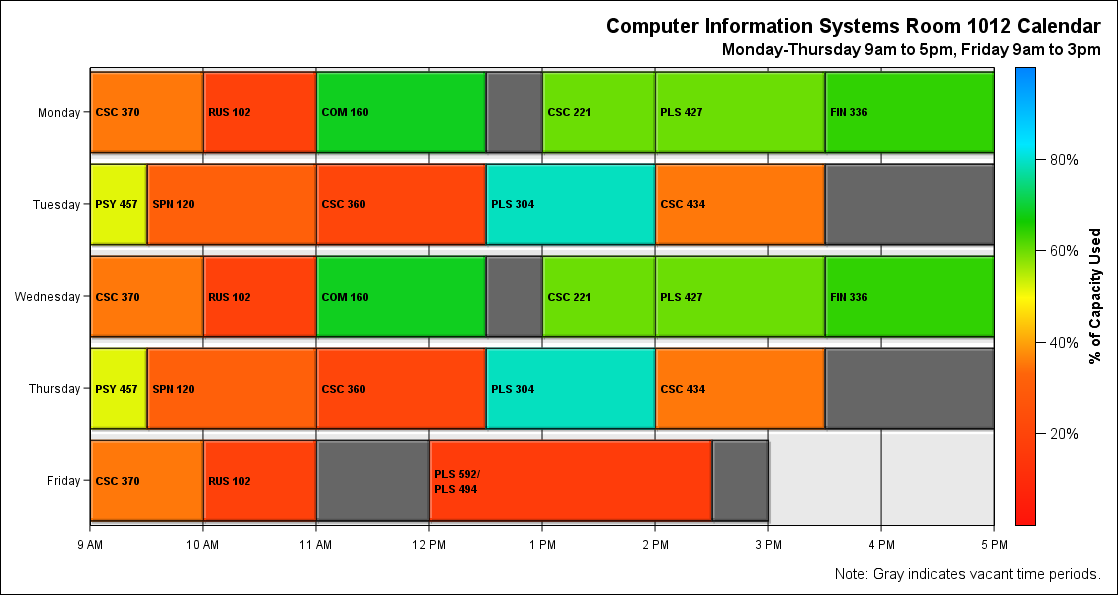 Computer Information Systems Room 1012 Calendar
Monday-Thursday 9am to 5pm, Friday 9am to 3pm
Monday
CSC 370
RUS 102
COM 160
CSC 221
PLS 427
FIN 336
Tuesday
PSY 457
SPN 120
CSC 360
PLS 304
CSC 434
Wednesday
CSC 370
RUS 102
COM 160
CSC 221
PLS 427
FIN 336
Thursday
PSY 457
SPN 120
CSC 360
PLS 304
CSC 434
Friday
CSC 370
RUS 102
PLS 592/
PLS 494
9 AM
10 AM
11 AM
12 PM
1 PM
2 PM
3 PM
4 PM
5 PM
80%
60%
40%
20%
% of Capacity Used
Note: Gray indicates vacant time periods.